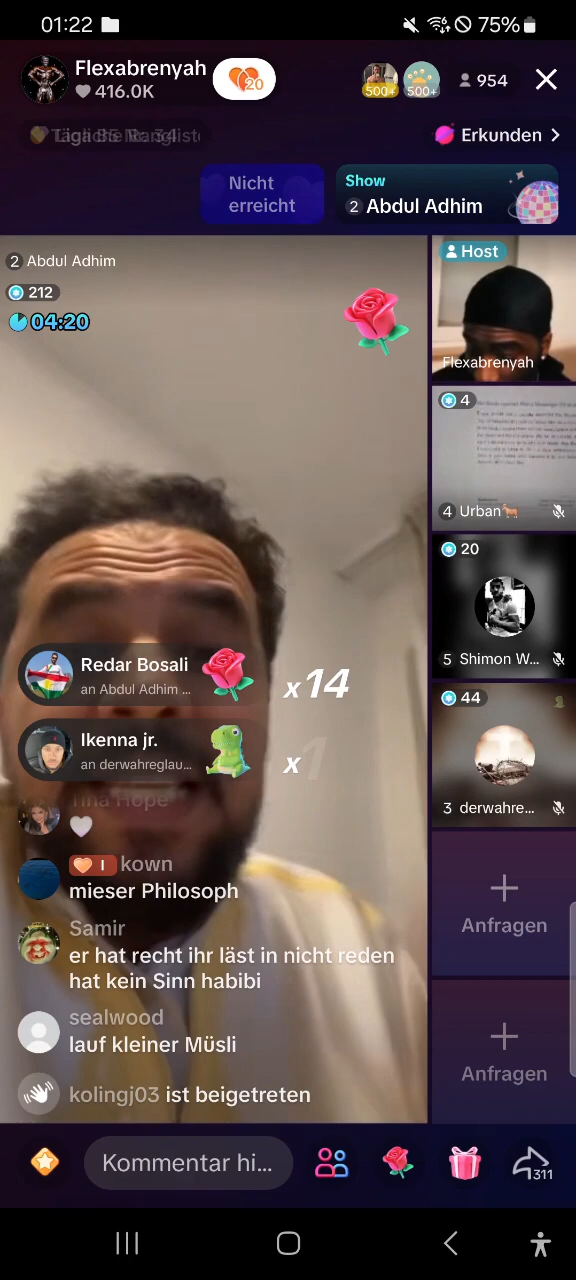 01:22
75%
Flexabrenyah
416.0K
20
500+
500+
954
Erkunden
Nicht
erreicht
Show
2 Abdul Adhim
2 Abdul Adhim
212
04:20
Host
Flexabrenyah
4
4 Urban
20
5 Shimon W...
44
3 derwahre...
Anfragen
Anfragen
Redar Bosali
an Abdul Adhim ...
x14
Ikenna jr.
an derwahreglau...
x1
Tina Hope
I kown
mieser Philosoph
Samir
er hat recht ihr läst in nicht reden
hat kein Sinn habibi
sealwood
lauf kleiner Müsli
kolingj03 ist beigetreten
Kommentar hi...
311